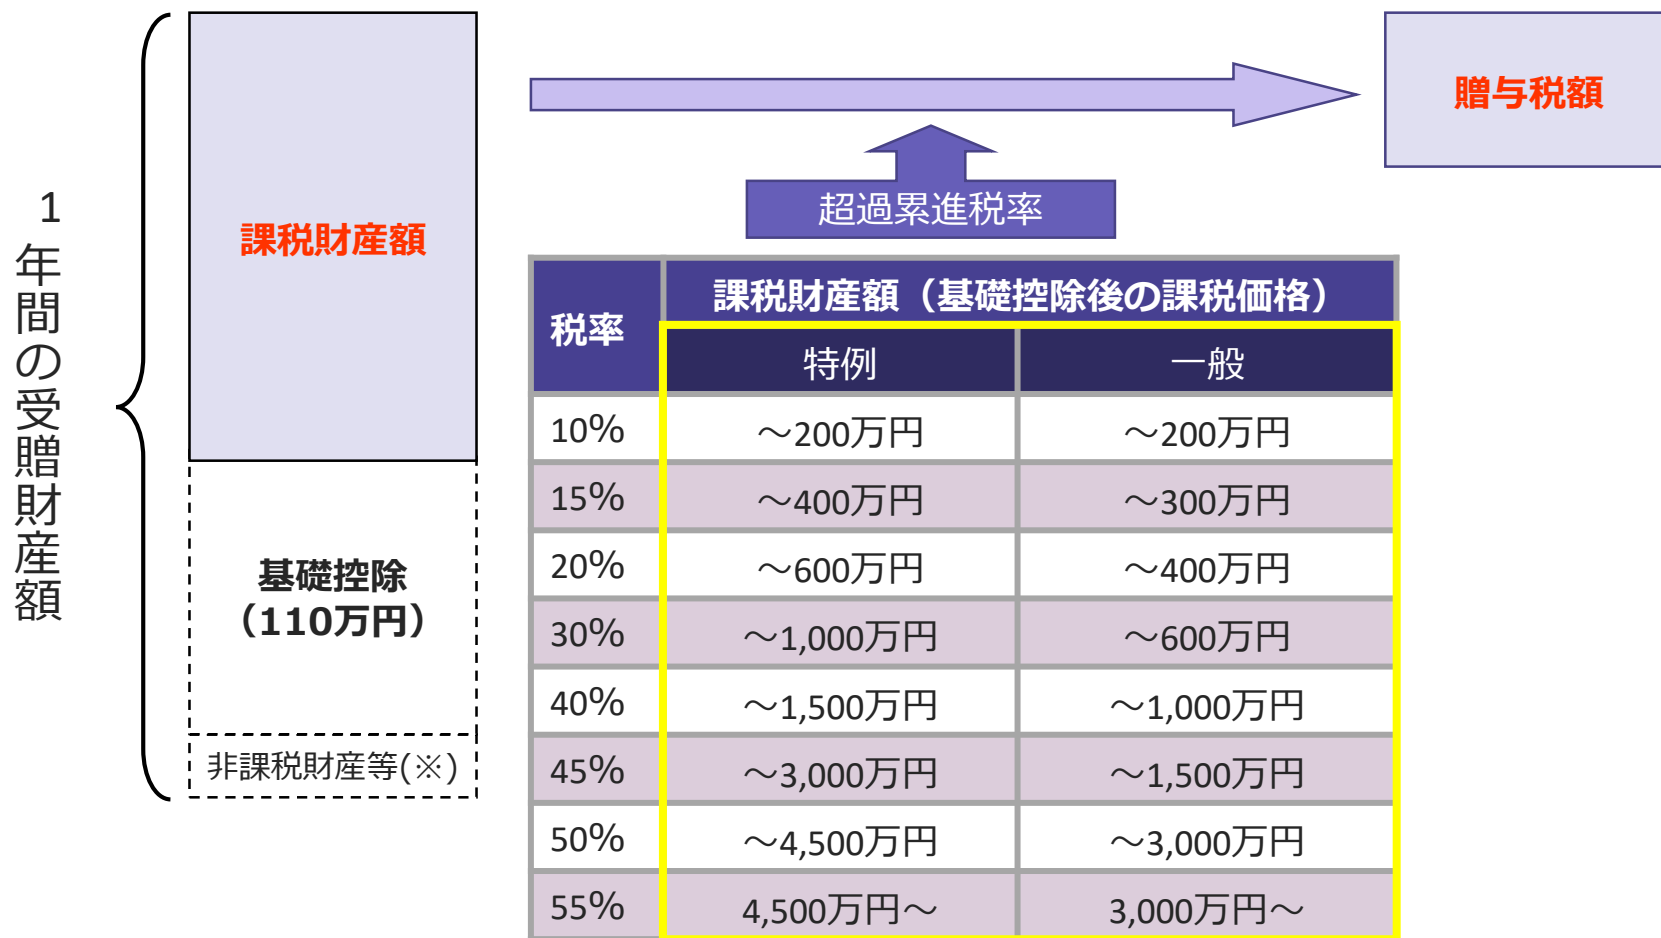 1年間の受贈財産額
課税財産額
基礎控除
（110万円）
非課税財産等(※)
贈与税額
超過累進税率
税率 課税財産額（基礎控除後の課税価格）
特例 一般
10% ～200万円 ～200万円
15% ～400万円 ～300万円
20% ～600万円 ～400万円
30% ～1,000万円 ～600万円
40% ～1,500万円 ～1,000万円
45% ～3,000万円 ～1,500万円
50% ～4,500万円 ～3,000万円
55% 4,500万円～ 3,000万円～